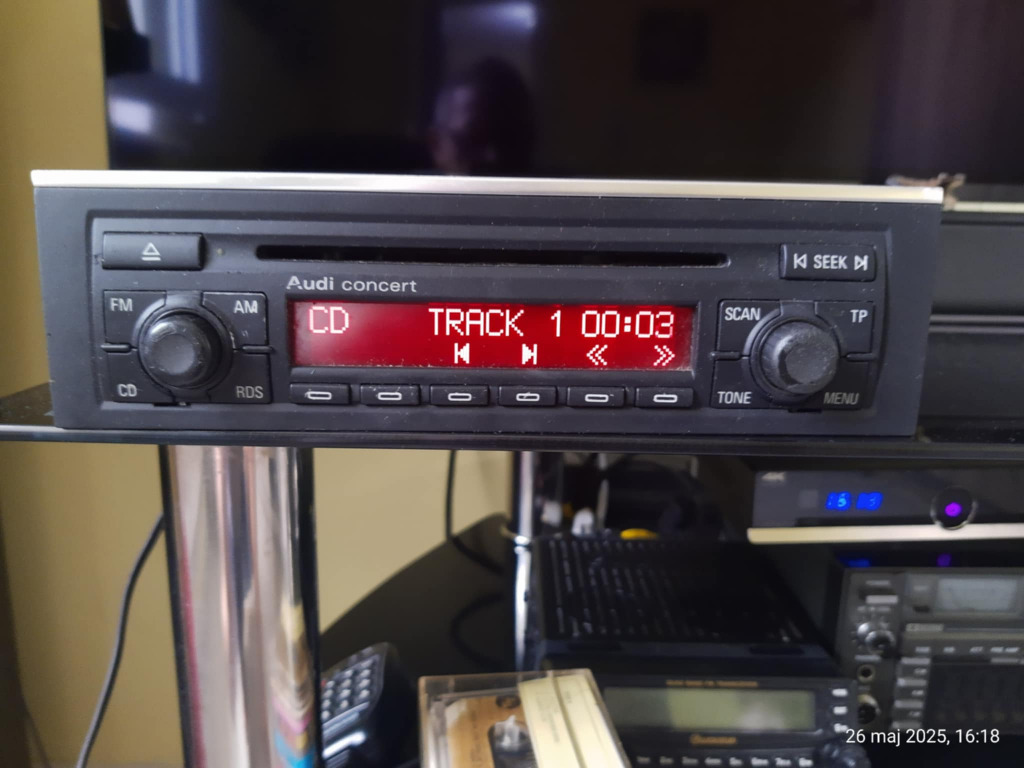 SEEK
Audi concert
FM
AM
CD
TRACK 1 00:03
SCAN
TP
CD
RDS
TONE
MENU
4K
26 maj 2025, 16:18